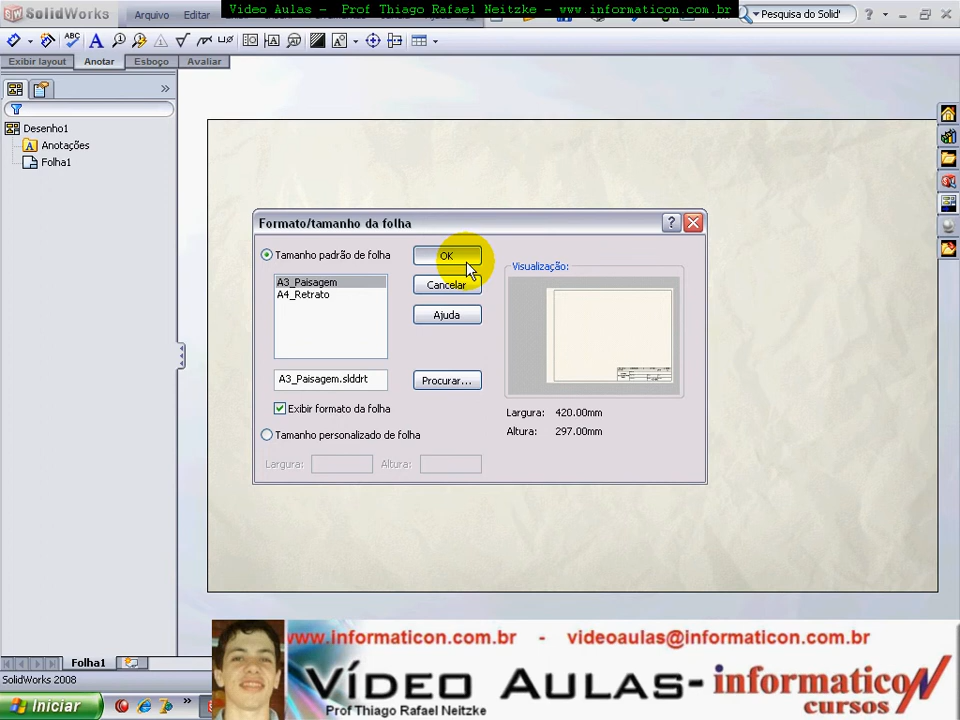 Video Aulas - Prof Thiago Rafael Neitzke - www.informaticon.com.br
SolidWorks
Arquivo
Editar
Pesquisa do Solid'
Exibir layout
Anotar
Esboço
Avaliar
Desenho1
Anotações
Folha1
Formato/tamanho da folha
Tamanho padrão de folha
OK
Visualização:
A3_Paisagem
A4_Retrato
Cancelar
Ajuda
A3_Paisagem.slddrt
Procurar...
Exibir formato da folha
Largura: 420.00mm
Altura: 297.00mm
Tamanho personalizado de folha
Largura:
Altura:
www.informaticon.com.br - videoaulas@informaticon.com.br
Folha1
SolidWorks 2008
Vídeo Aulas-informaticon
cursos
Prof Thiago Rafael Neitzke
Iniciar